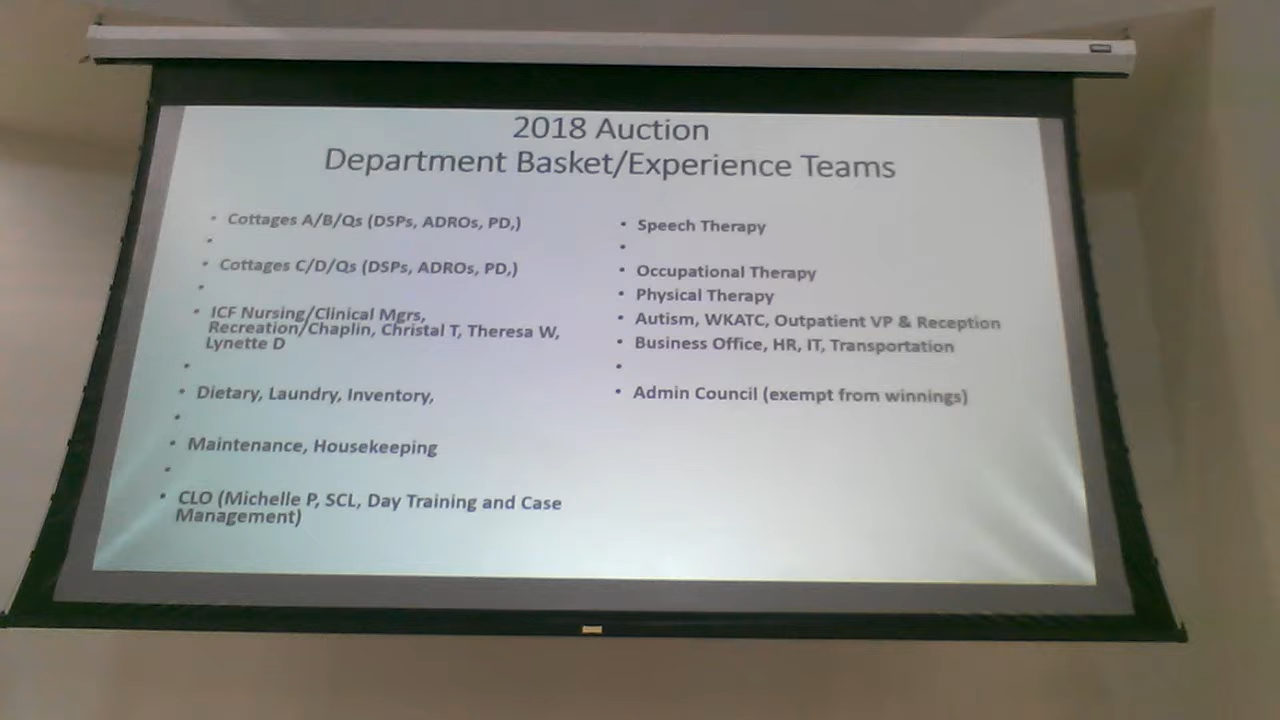 2018 Auction
Department Basket/Experience Teams
• Cottages A/B/Qs (DSPs, ADROs, PD,)
•
• Cottages C/D/Qs (DSPs, ADROs, PD,)
•
• ICF Nursing/Clinical Mgrs,
Recreation/Chaplin, Christal T, Theresa W,
Lynette D
•
• Dietary, Laundry, Inventory,
•
• Maintenance, Housekeeping
•
• CLO (Michelle P, SCL, Day Training and Case
Management)
• Speech Therapy
•
• Occupational Therapy
• Physical Therapy
• Autism, WKATC, Outpatient VP & Reception
• Business Office, HR, IT, Transportation
•
• Admin Council (exempt from winnings)